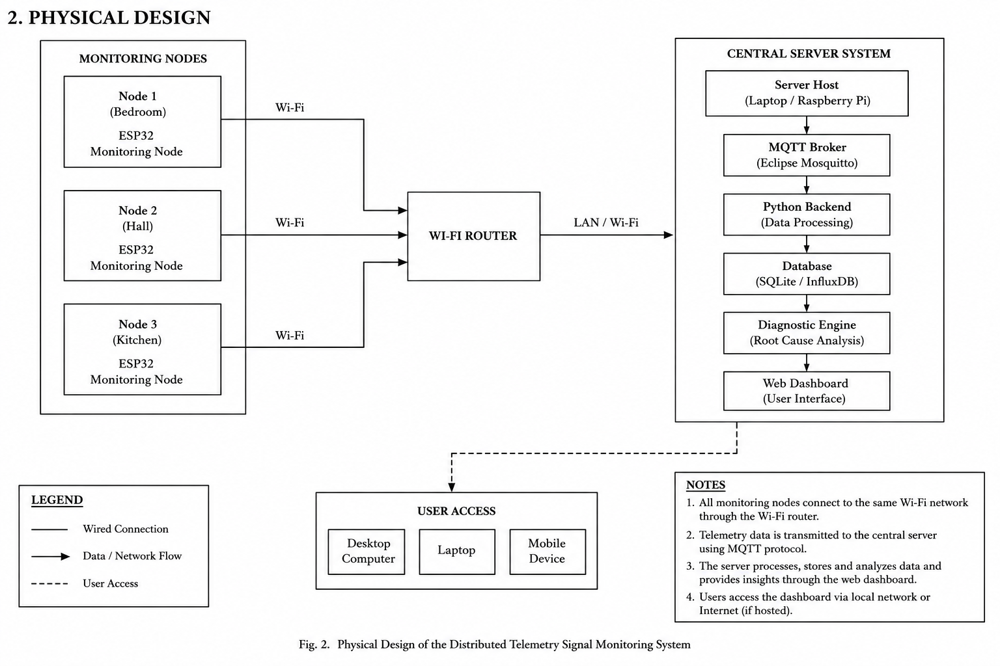 2. PHYSICAL DESIGN
MONITORING NODES
Node 1
(Bedroom)
ESP32
Monitoring Node
Node 2
(Hall)
ESP32
Monitoring Node
Node 3
(Kitchen)
ESP32
Monitoring Node
Wi-Fi
Wi-Fi
Wi-Fi
WI-FI ROUTER
LAN / Wi-Fi
CENTRAL SERVER SYSTEM
Server Host
(Laptop / Raspberry Pi)
MQTT Broker
(Eclipse Mosquitto)
Python Backend
(Data Processing)
Database
(SQLite / InfluxDB)
Diagnostic Engine
(Root Cause Analysis)
Web Dashboard
(User Interface)
LEGEND
Wired Connection
Data / Network Flow
User Access
USER ACCESS
Desktop
Computer
Laptop
Mobile
Device
NOTES
1. All monitoring nodes connect to the same Wi-Fi network
through the Wi-Fi router.
2. Telemetry data is transmitted to the central server
using MQTT protocol.
3. The server processes, stores and analyzes data and
provides insights through the web dashboard.
4. Users access the dashboard via local network or
Internet (if hosted).
Fig. 2. Physical Design of the Distributed Telemetry Signal Monitoring System